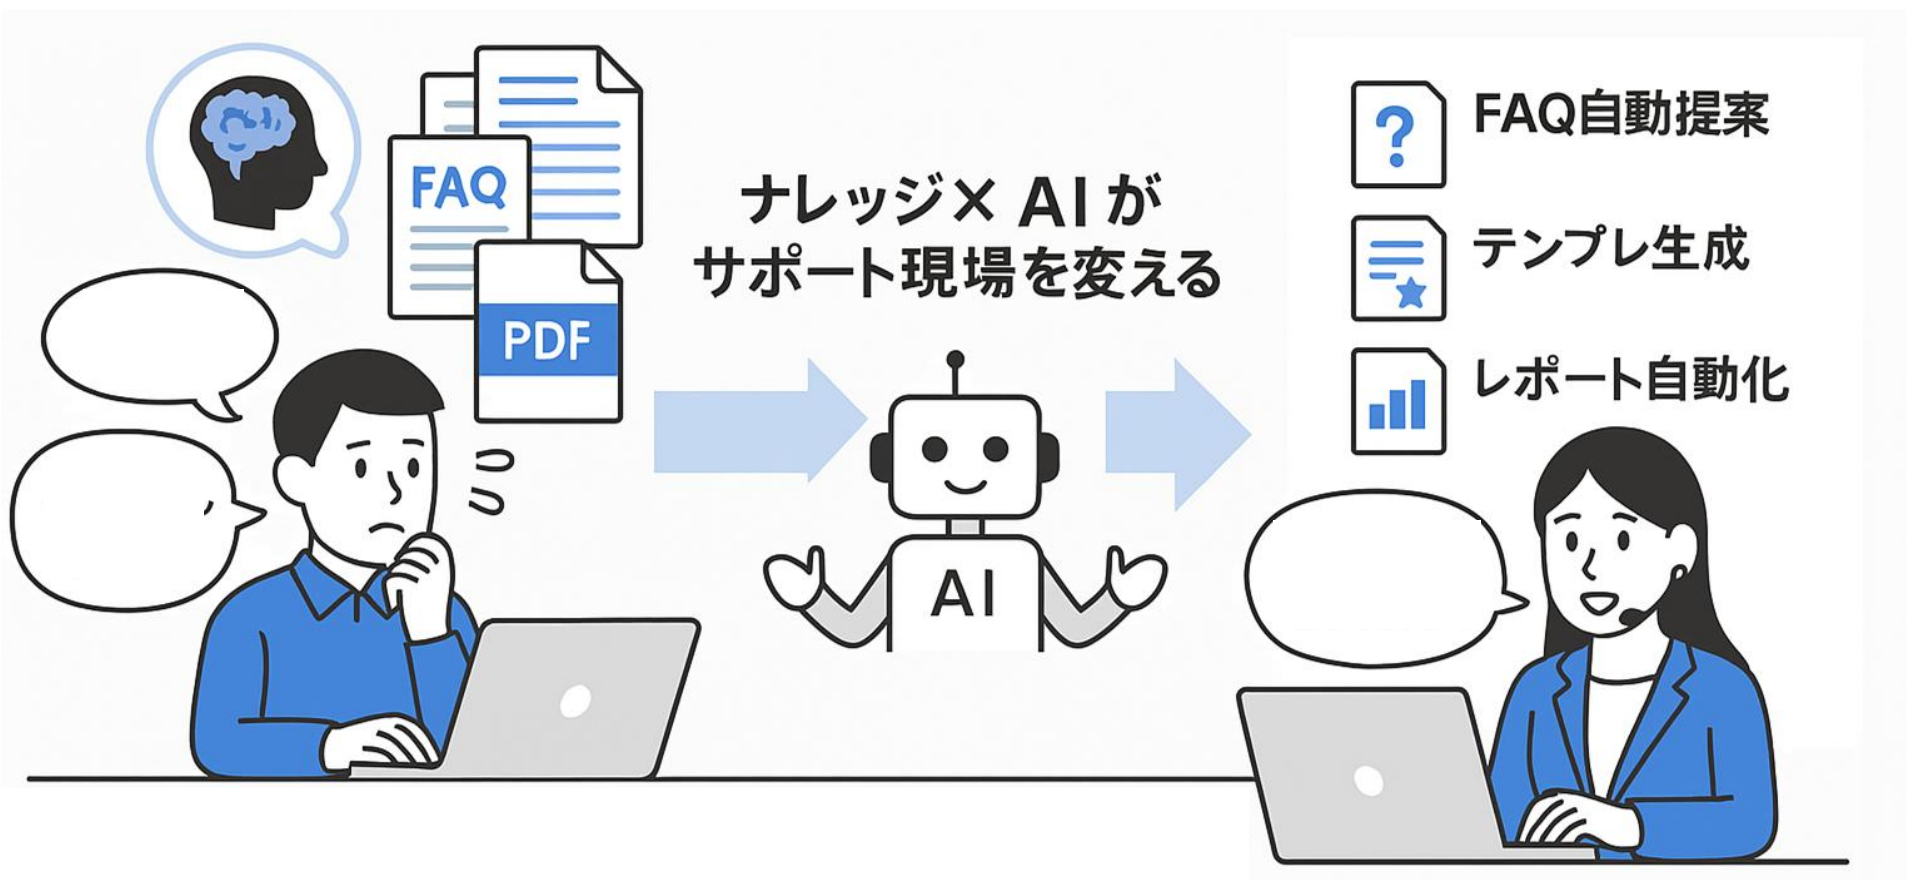 FAQ
PDF
ナレッジ× AI が
サポート現場を変える
AI
FAQ自動提案
テンプレ生成
レポート自動化